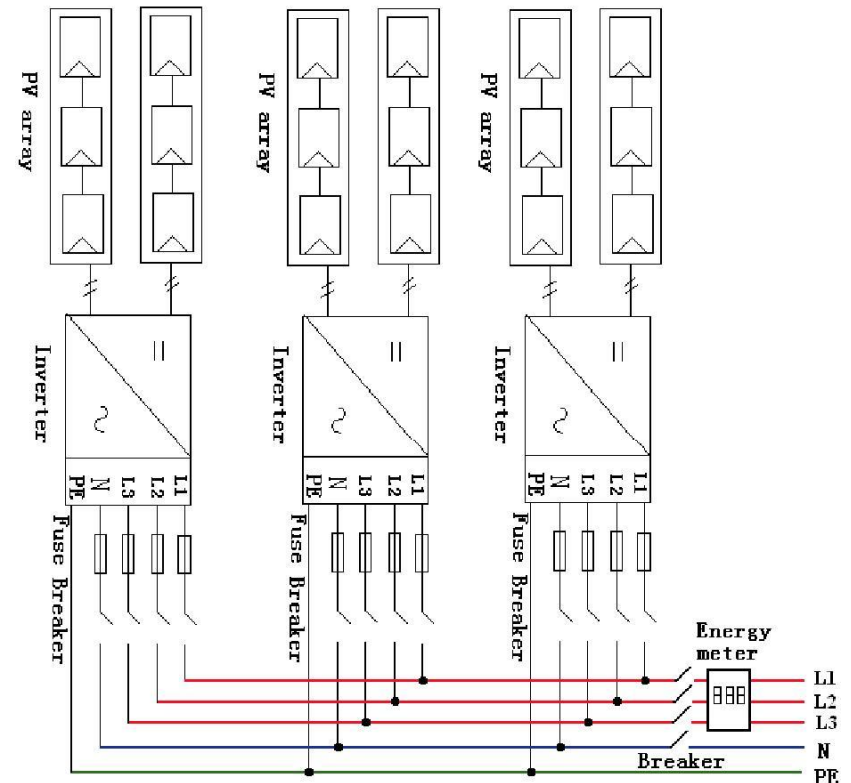 PV array
PV array
PV array
Inverter
Inverter
Inverter
PE N L3 L2 L1
PE N L3 L2 L1
PE N L3 L2 L1
Fuse Breaker
Fuse Breaker
Fuse Breaker
Energy
meter
888
L1
L2
L3
N
Breaker
PE